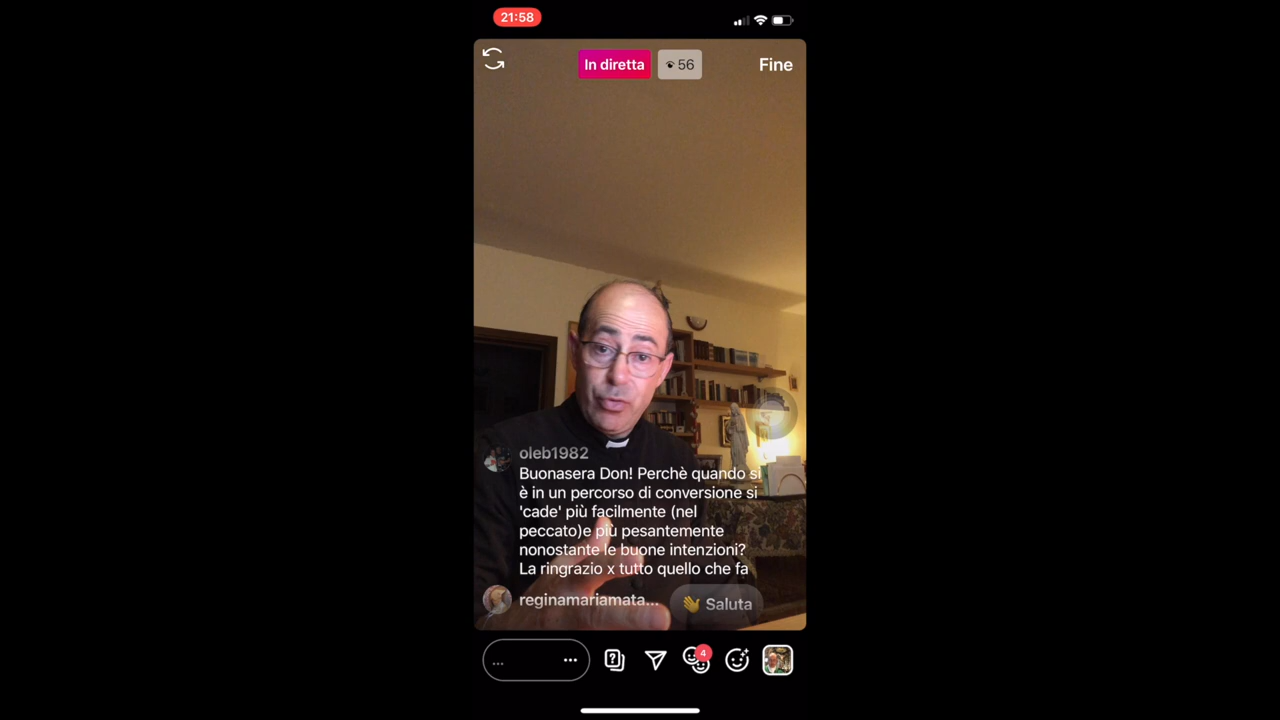 21:58
In diretta
56
Fine
oleb1982
Buonasera Don! Perchè quando si
è in un percorso di conversione si
'cade' più facilmente (nel
peccato)e più pesantemente
nonostante le buone intenzioni?
La ringrazio x tutto quello che fa
reginamariamata...
👋 Saluta
...
4